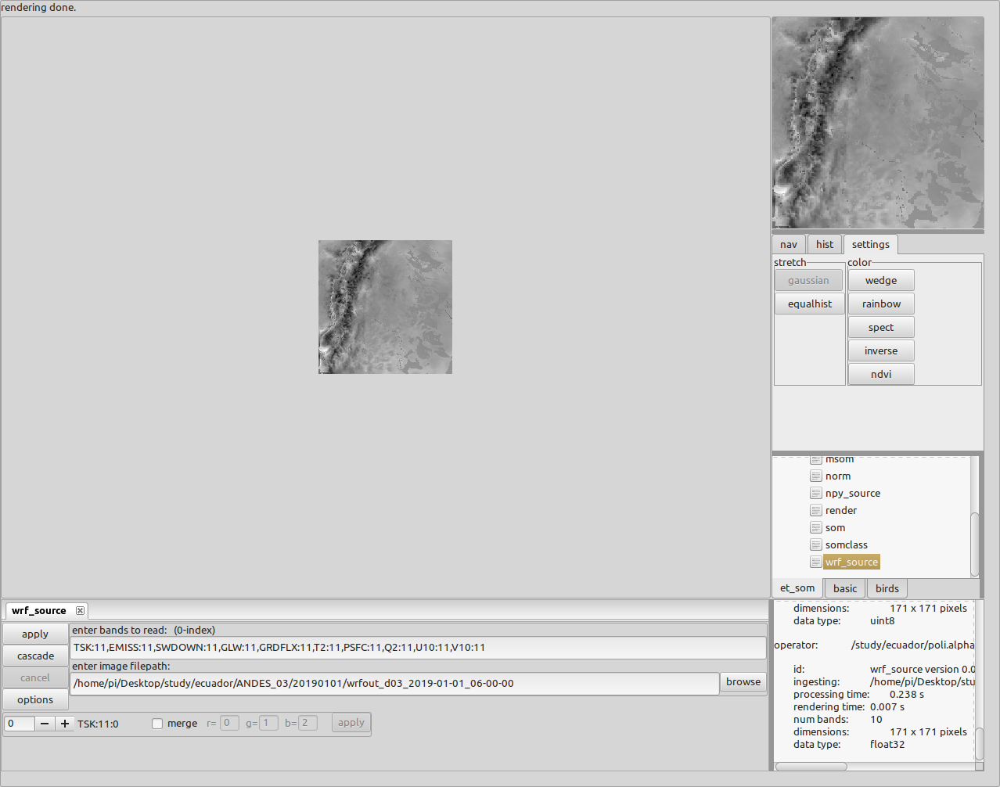 rendering done.
nav hist settings
stretch color
gaussian wedge
equalhist rainbow
spect
inverse
ndvi
msom
norm
npy_source
render
som
somclass
wrf_source
et_som basic birds
wrf_source
apply
cascade
cancel
options
enter bands to read: (0-index)
TSK:11,EMISS:11,SWDOWN:11,GLW:11,GRDFLX:11,T2:11,PSFC:11,Q2:11,U10:11,V10:11
enter image filepath:
/home/pi/Desktop/study/ecuador/ANDES_03/20190101/wrfout_d03_2019-01-01_06-00-00 browse
0 − + TSK:11:0 merge r= 0 g= 1 b= 2 apply
dimensions: 171 x 171 pixels
data type: uint8
operator: /study/ecuador/poli.alpha
id: wrf_source version 0.0
ingesting: /home/pi/Desktop/stu
processing time: 0.238 s
rendering time: 0.007 s
num bands: 10
dimensions: 171 x 171 pixels
data type: float32